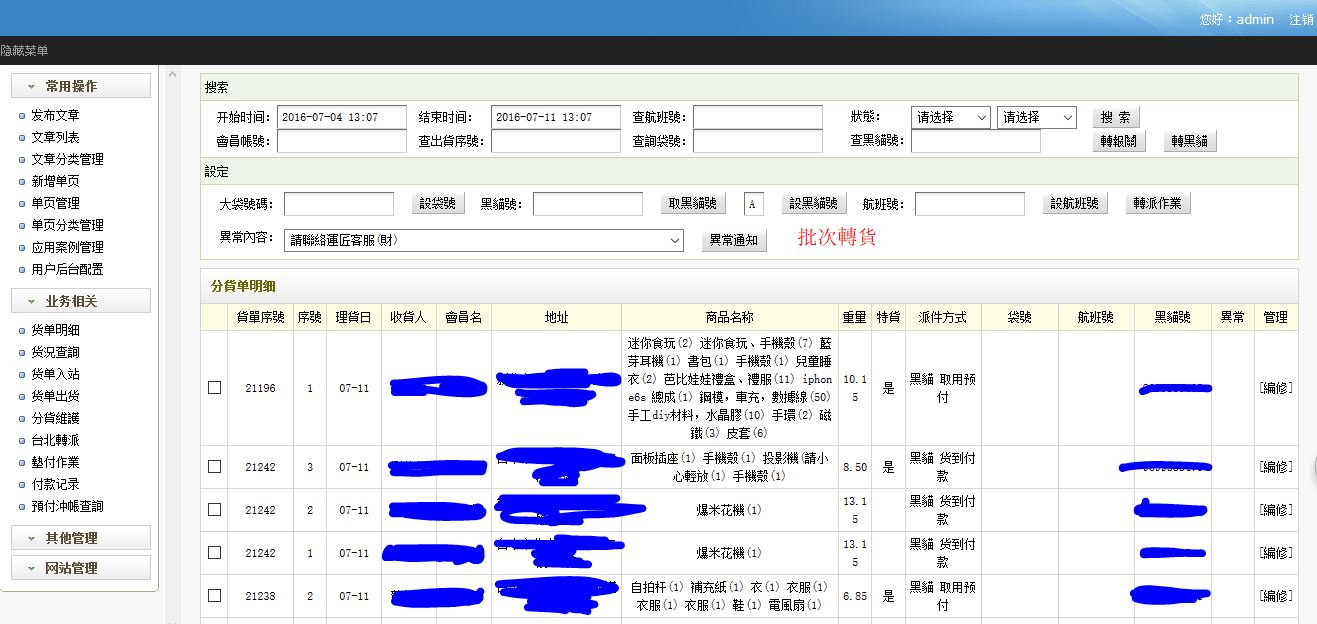 您好：admin 注销
隐藏菜单
常用操作
发布文章
文章列表
文章分类管理
新增单页
单页管理
单页分类管理
应用案例管理
用户后台配置
业务相关
货单明细
货況查詢
货单入站
货单出货
分貨維護
台北轉派
墊付作業
付款记录
預付沖帳查詢
其他管理
网站管理
搜索
开始时间: 2016-07-04 13:07 结束时间: 2016-07-11 13:07 查航班號: 狀態: 请选择 请选择 搜 索
會員帳號: 查出貨序號: 查詢袋號: 查黑貓號: 轉報關 轉黑貓
設定
大袋號碼: 設袋號 黑貓號: 取黑貓號 A 設黑貓號 航班號: 設航班號 轉派作業
異常內容: 請聯絡運匠客服(財) 異常通知 批次轉貨
分貨单明細
貨單序號 序號 理貨日 收貨人 會員名 地址 商品名称 重量 特貨 派件方式 袋號 航班號 黑貓號 異常 管理
迷你食玩(2) 迷你食玩、手機殼(7) 藍
芽耳機(1) 書包(1) 手機殼(1) 兒童睡
衣(2) 芭比娃娃禮盒、禮服(11) iphon
e6s 總成(1) 鋼模，車充，數據線(50)
手工diy材料，水晶膠(10) 手環(2) 磁
鐵(3) 皮套(6)
21196 1 07-11 10.1
5 是 黑貓 取用预
付 [編修]
21242 3 07-11 面板插座(1) 手機殼(1) 投影機(請小
心輕放(1) 手機殼(1) 8.50 是 黑貓 货到付
款 [編修]
21242 2 07-11 爆米花機(1) 13.1
5 黑貓 货到付
款 [編修]
21242 1 07-11 爆米花機(1) 13.1
5 黑貓 货到付
款 [編修]
21238 2 07-11 自拍杆(1) 補充紙(1) 衣(1) 衣服(1)
衣服(1) 衣服(1) 鞋(1) 電風扇(1) 6.85 是 黑貓 取用预
付 [編修]